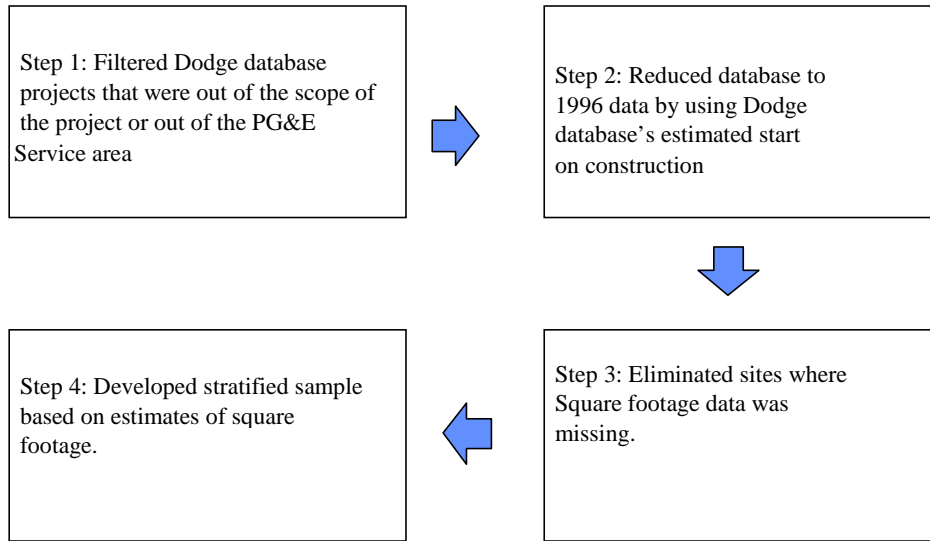 Step 1: Filtered Dodge database
projects that were out of the scope of
the project or out of the PG&E
Service area
Step 2: Reduced database to
1996 data by using Dodge
database’s estimated start
on construction
Step 3: Eliminated sites where
Square footage data was
missing.
Step 4: Developed stratified sample
based on estimates of square
footage.